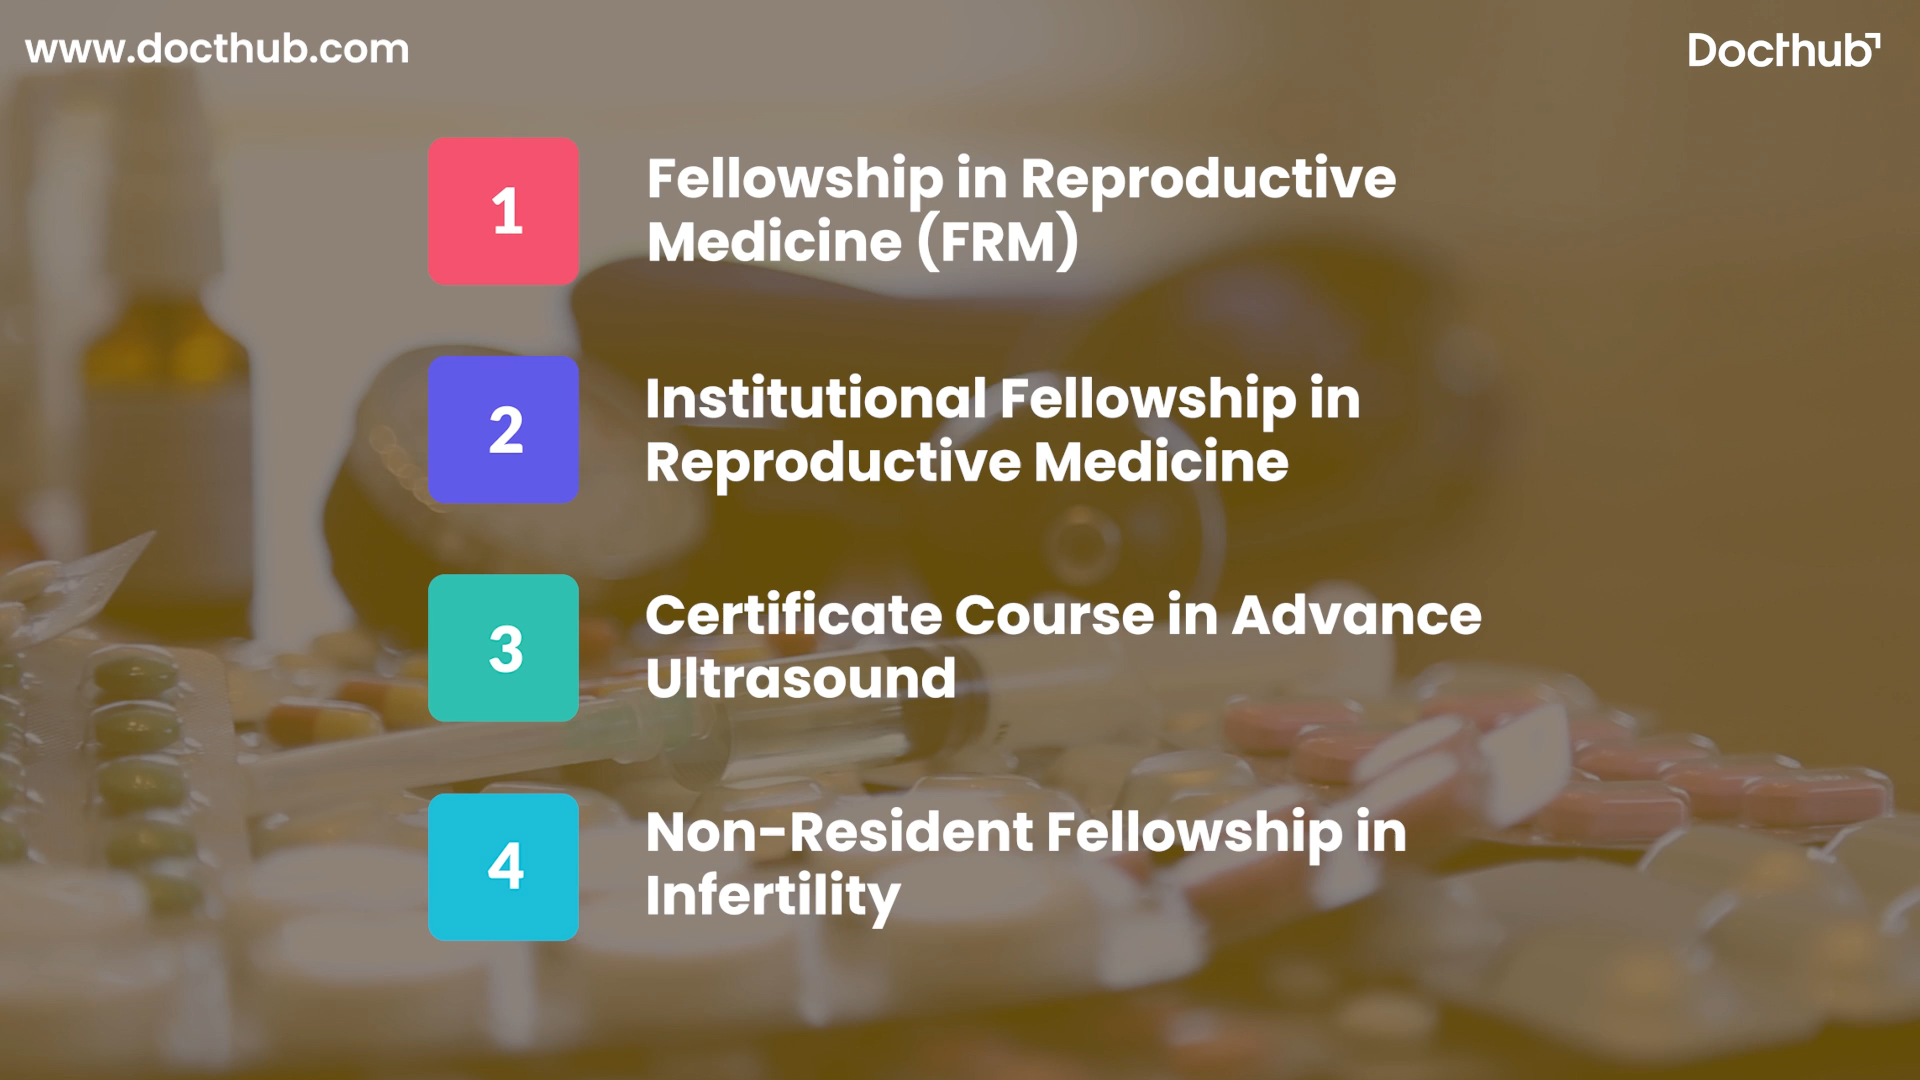 www.docthub.com
Docthub
1
Fellowship in Reproductive
Medicine (FRM)
2
Institutional Fellowship in
Reproductive Medicine
3
Certificate Course in Advance
Ultrasound
4
Non-Resident Fellowship in
Infertility